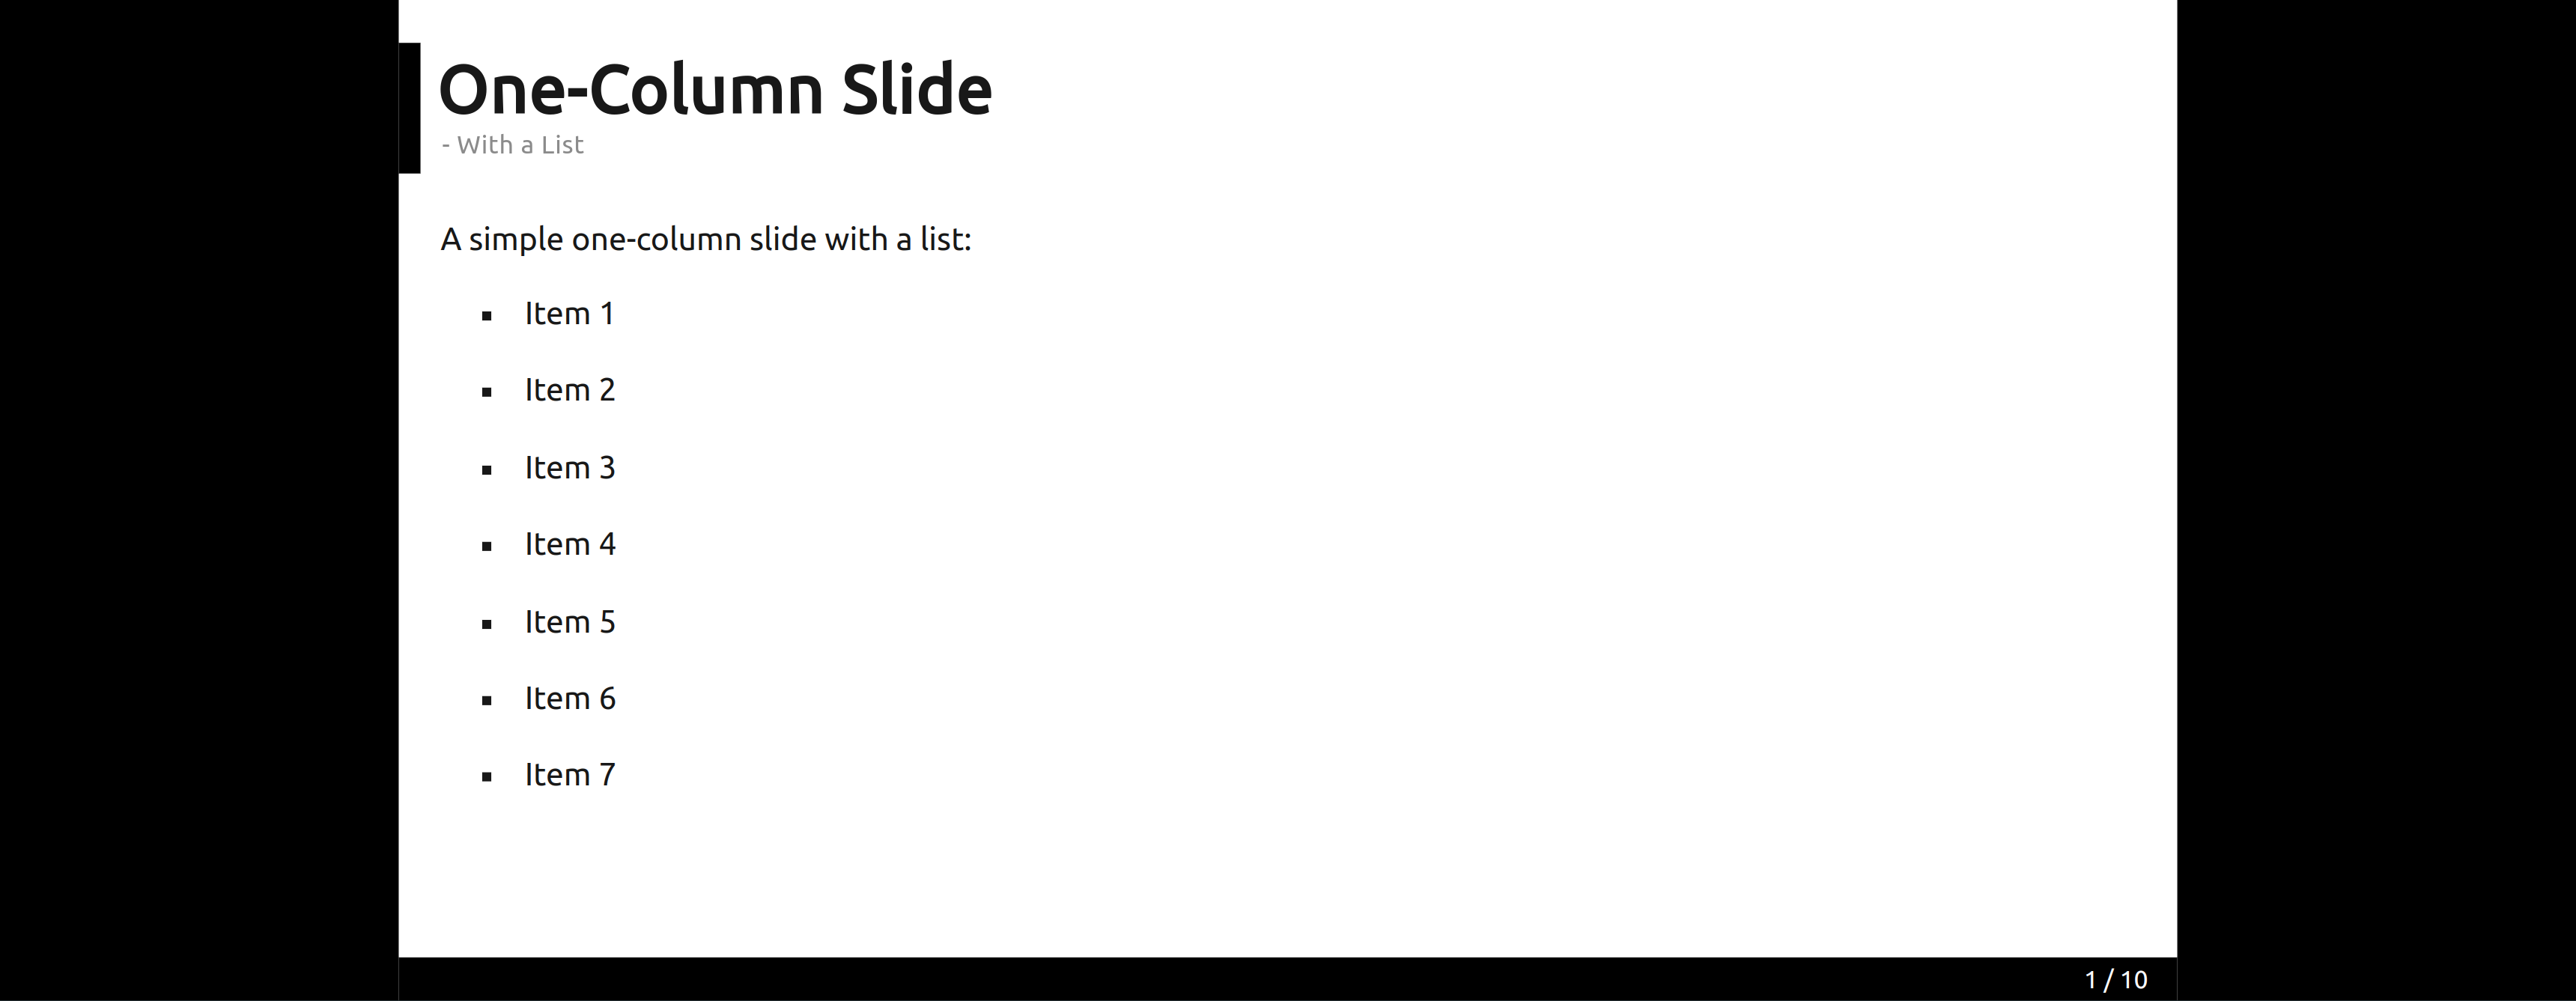 One-Column Slide
- With a List
A simple one-column slide with a list:
▪ Item 1
▪ Item 2
▪ Item 3
▪ Item 4
▪ Item 5
▪ Item 6
▪ Item 7
1 / 10